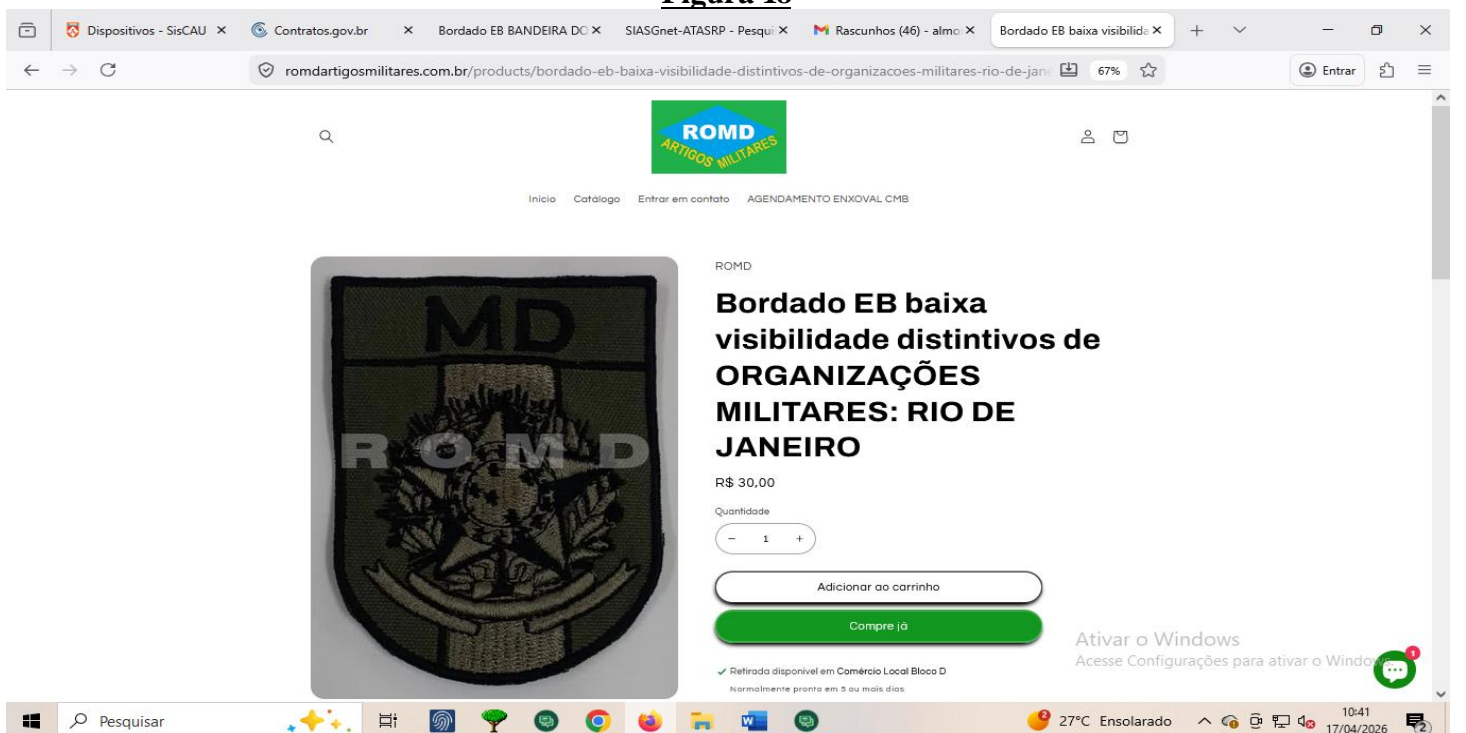 Figura 18
Dispositivos - SisCAU
Contratos.gov.br
Bordado EB BANDEIRA DO
SIASGnet-ATASRP - Pesqui
Rascunhos (46) - almo
Bordado EB baixa visibilida
romdartigosmilitares.com.br/products/bordado-eb-baixa-visibilidade-distintivos-de-organizacoes-militares-rio-de-jane
67%
Entrar
ROMD
ARTIGOS MILITARES
Início Catálogo Entrar em contato AGENDAMENTO ENXOVAL CMB
MD
ROMD
ROMD
Bordado EB baixa
visibilidade distintivos de
ORGANIZAÇÕES
MILITARES: RIO DE
JANEIRO
R$ 30,00
Quantidade
− 1 +
Adicionar ao carrinho
Compre já
Retirada disponível em Comércio Local Bloco D
Normalmente pronto em 5 ou mais dias
Ativar o Windows
Acesse Configurações para ativar o Windows.
1
Pesquisar
27°C Ensolarado
10:41
17/04/2026
2